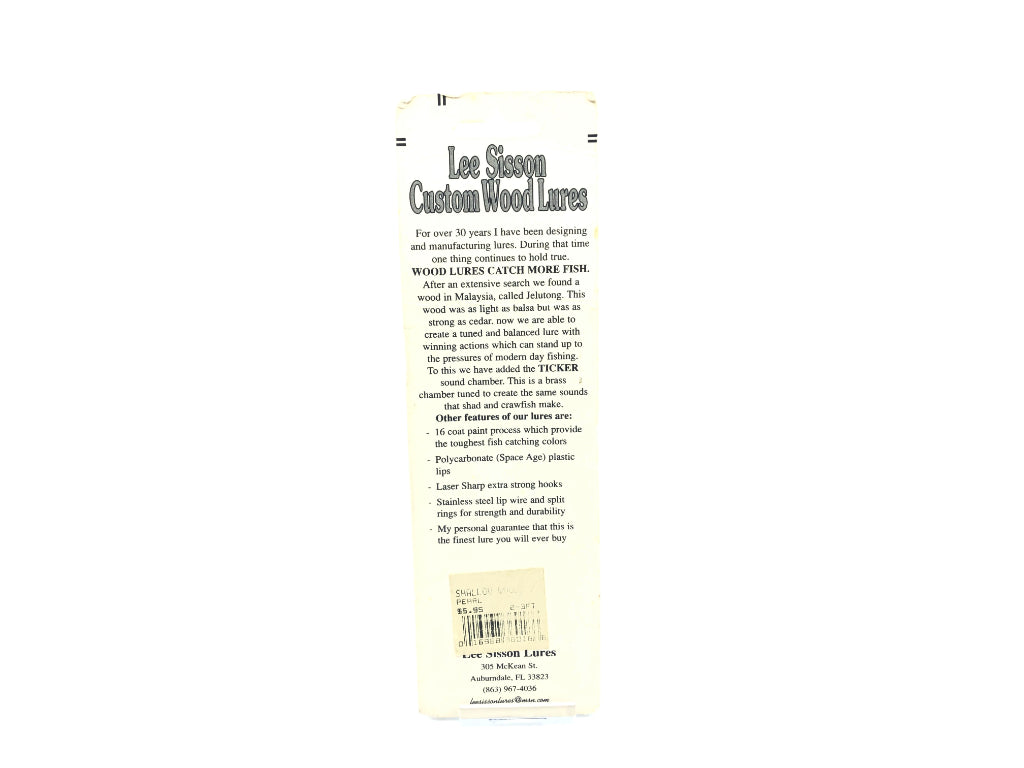 Lee Sisson
Custom Wood Lures
For over 30 years I have been designing
and manufacturing lures. During that time
one thing continues to hold true.
WOOD LURES CATCH MORE FISH.
After an extensive search we found a
wood in Malaysia, called Jelutong. This
wood was as light as balsa but was as
strong as cedar. now we are able to
create a tuned and balanced lure with
winning actions which can stand up to
the pressures of modern day fishing.
To this we have added the TICKER
sound chamber. This is a brass
chamber tuned to create the same sounds
that shad and crawfish make.
Other features of our lures are:
- 16 coat paint process which provide
the toughest fish catching colors
- Polycarbonate (Space Age) plastic
lips
- Laser Sharp extra strong hooks
- Stainless steel lip wire and split
rings for strength and durability
- My personal guarantee that this is
the finest lure you will ever buy
SHALLOW
PEARL
$5.95 2-3FT
Lee Sisson Lures
305 McKean St.
Auburndale, FL 33823
(863) 967-4036
leesissonlures@msn.com